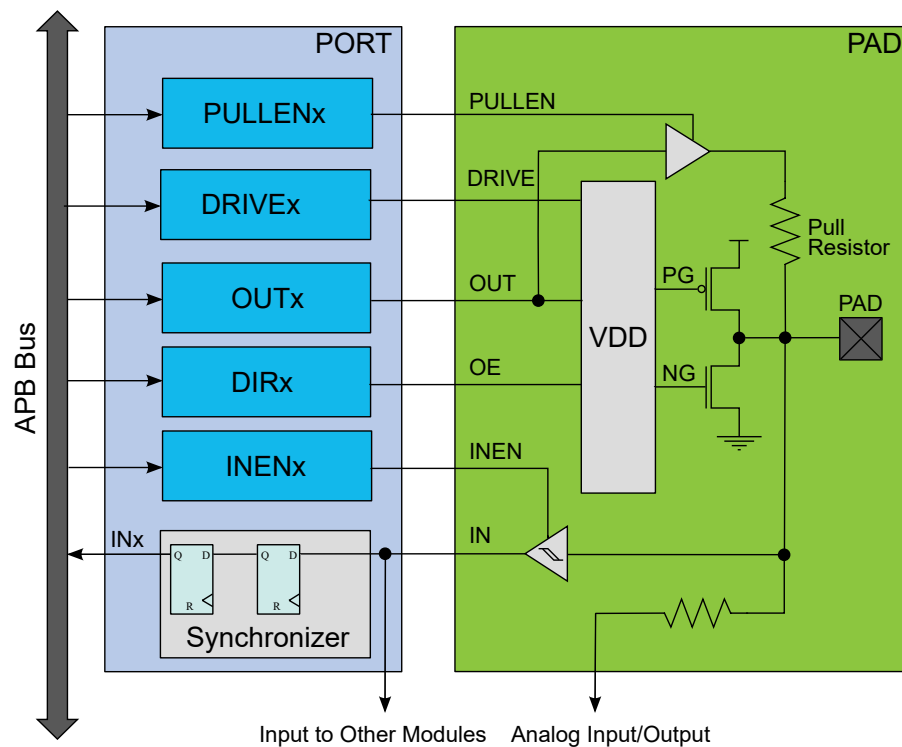 PORT
PAD
PULLENx
PULLEN
DRIVEx
DRIVE
Pull
Resistor
OUTx
OUT
PG
PAD
VDD
DIRx
OE
NG
APB Bus
INENx
INEN
INx
IN
Q D
Q D
R
R
Synchronizer
Input to Other Modules
Analog Input/Output